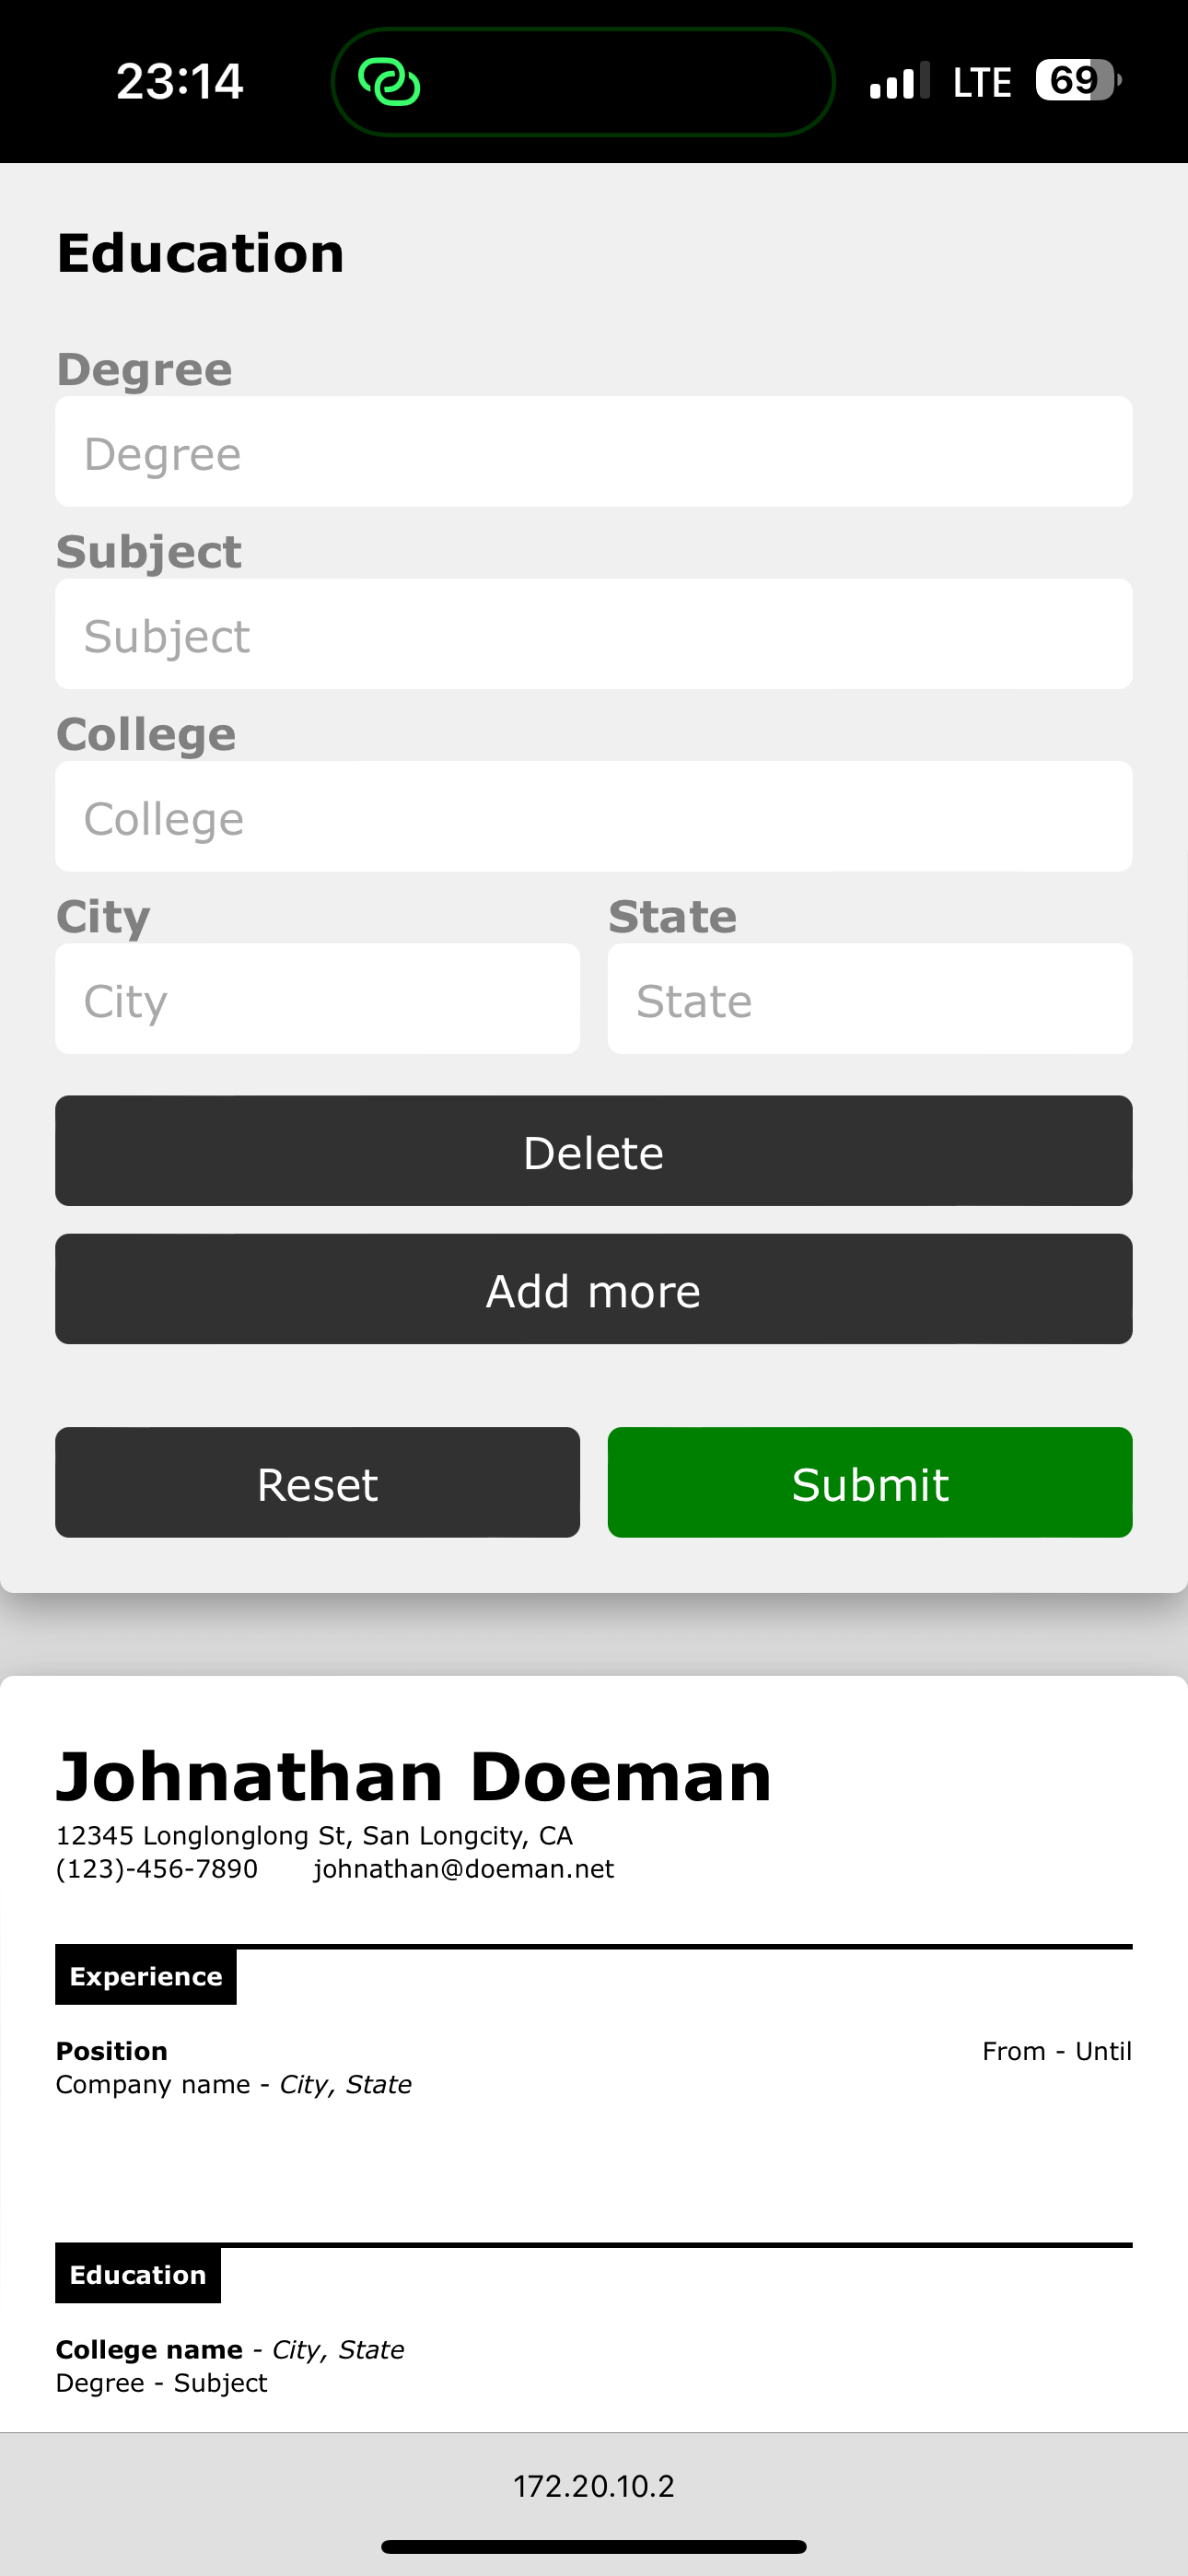 23:14 LTE 69
Education
Degree
Degree
Subject
Subject
College
College
City State
City State
Delete
Add more
Reset Submit
Johnathan Doeman
12345 Longlonglong St, San Longcity, CA
(123)-456-7890 johnathan@doeman.net
Experience
Position From - Until
Company name - City, State
Education
College name - City, State
Degree - Subject
172.20.10.2